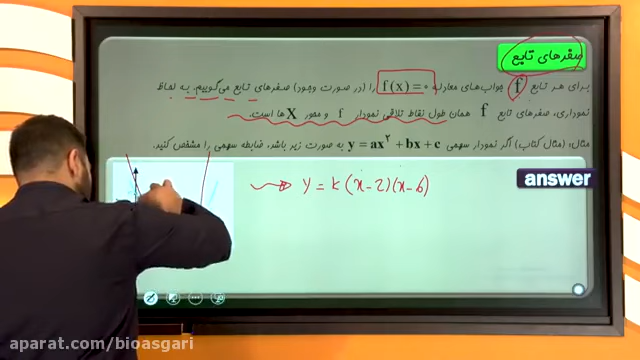 صفرهای تابع
برای هر تابع f جواب‌های معادله f(x)=۰ را (در صورت وجود) صفرهای تابع می‌گوییم. به لحاظ
نموداری، صفرهای تابع f همان طول نقاط تلاقی نمودار f و محور X ها است.
مثال: (مثال کتاب) اگر نمودار سهمی y = ax² + bx + c به صورت زیر باشد، ضابطه سهمی را مشخص کنید.
answer
y = k (x-2)(x-6)
aparat.com/bioasgari